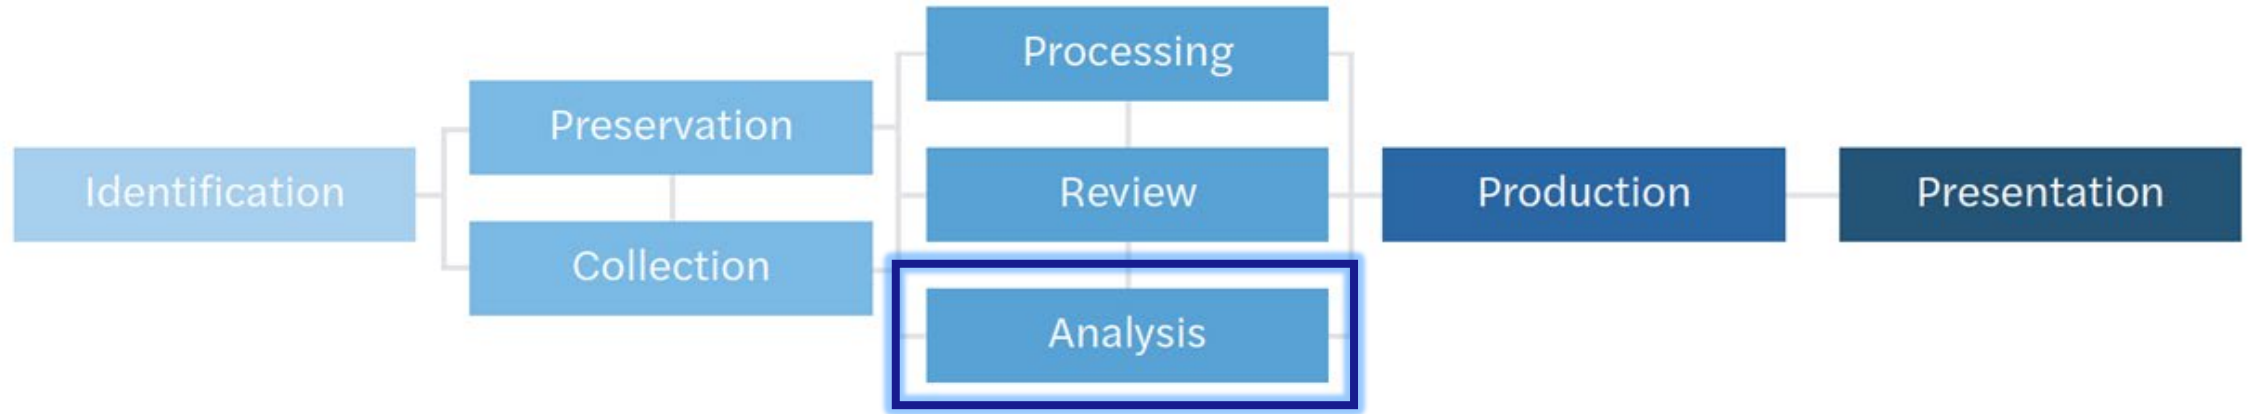 Identification
Preservation
Collection
Processing
Review
Analysis
Production
Presentation